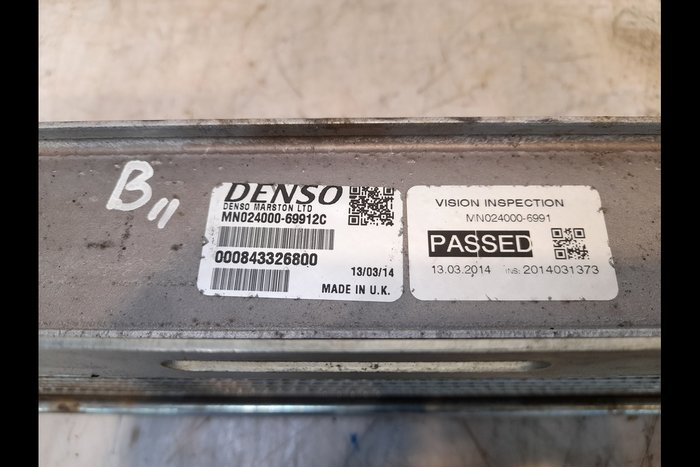 B11
DENSO
DENSO MARSTON LTD
MN024000-69912C
000843326800
13/03/14
MADE IN U.K.
VISION INSPECTION
MN024000-6991
PASSED
13.03.2014 INS: 2014031373